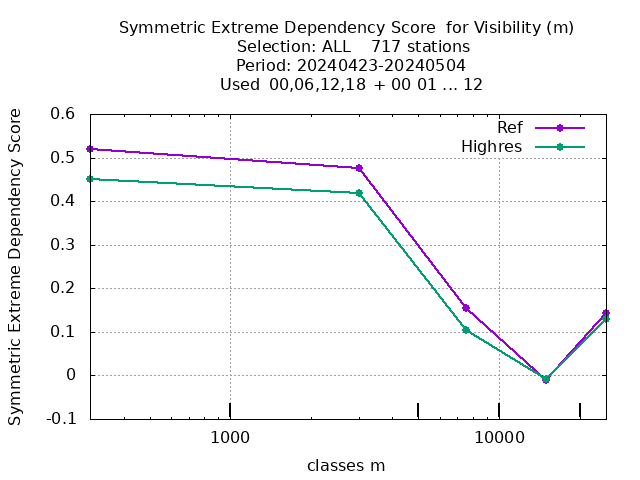 Symmetric Extreme Dependency Score  for Visibility (m)
Selection: ALL    717 stations
Period: 20240423-20240504
Used 00,06,12,18 + 00 01 ... 12
Symmetric Extreme Dependency Score
0.6
0.5
0.4
0.3
0.2
0.1
0
-0.1
Ref
Highres
1000
10000
classes m